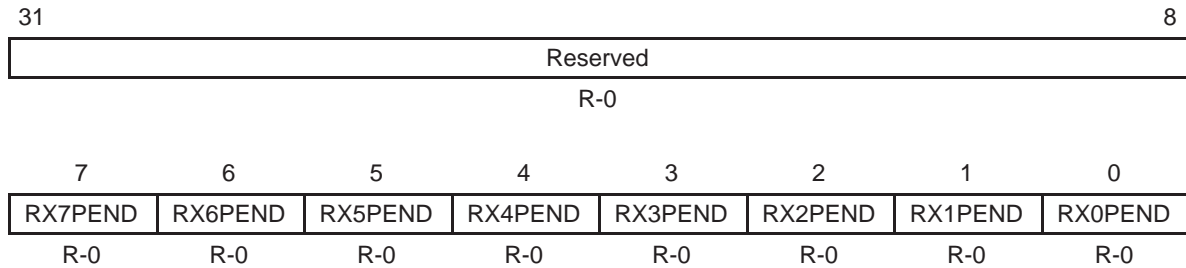 31 8
Reserved
R-0
7 6 5 4 3 2 1 0
RX7PEND RX6PEND RX5PEND RX4PEND RX3PEND RX2PEND RX1PEND RX0PEND
R-0 R-0 R-0 R-0 R-0 R-0 R-0 R-0